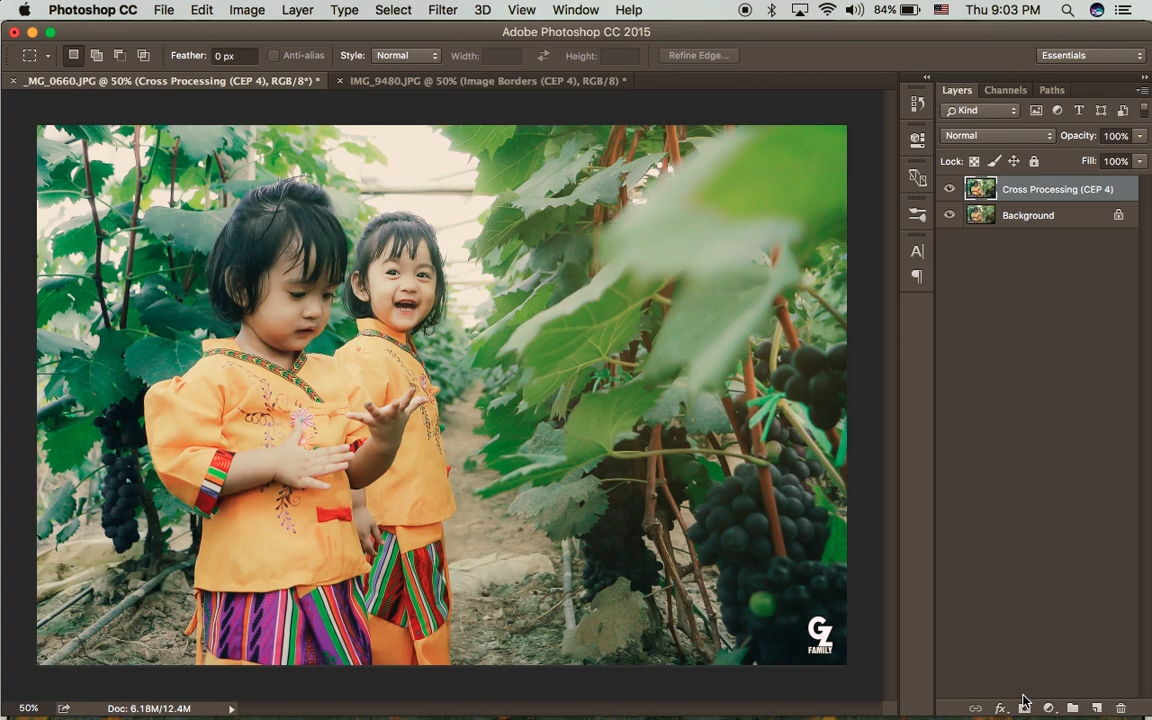 Photoshop CC File Edit Image Layer Type Select Filter 3D View Window Help 84% Thu 9:03 PM
Adobe Photoshop CC 2015
Feather: 0 px Anti-alias Style: Normal Width: Height: Refine Edge... Essentials
× _MG_0660.JPG @ 50% (Cross Processing (CEP 4), RGB/8*) * × IMG_9480.JPG @ 50% (Image Borders (CEP 4), RGB/8) *
Layers Channels Paths
Kind
Normal Opacity: 100%
Lock: Fill: 100%
Cross Processing (CEP 4)
Background
GZ
FAMILY
50% Doc: 6.18M/12.4M
fx